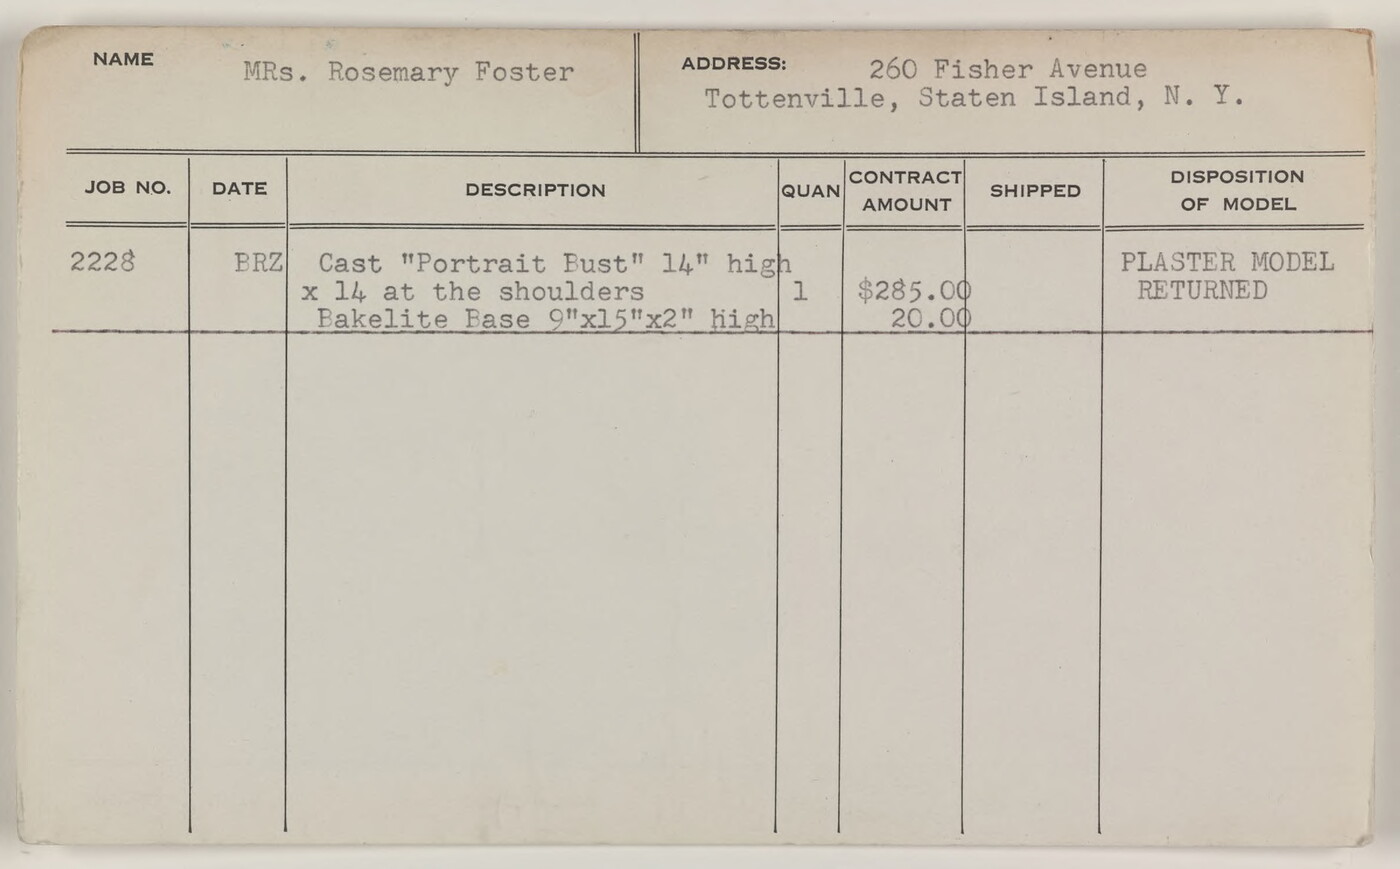 NAME MRs. Rosemary Foster ADDRESS: 260 Fisher Avenue
Tottenville, Staten Island, N. Y.
JOB NO. DATE DESCRIPTION QUAN CONTRACT AMOUNT SHIPPED DISPOSITION OF MODEL
2228 BRZ Cast "Portrait Bust" 14" high PLASTER MODEL
x 14 at the shoulders 1 $285.00 RETURNED
Bakelite Base 9"x15"x2" high 20.00